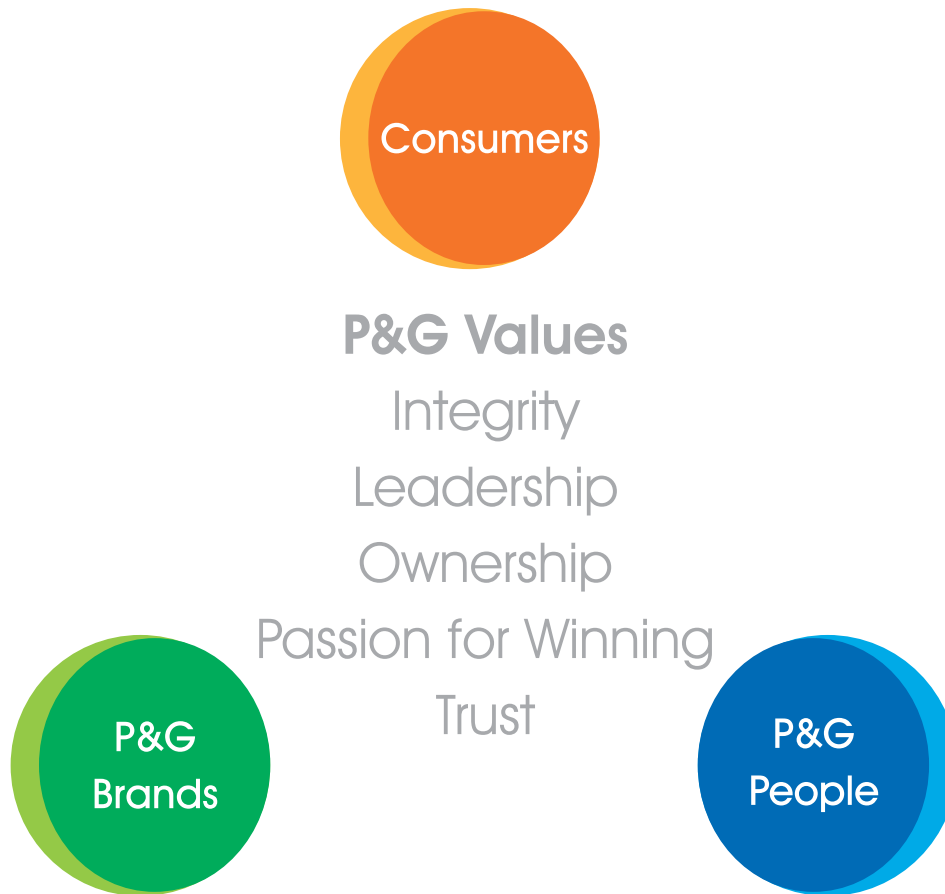 Consumers
P&G Values
Integrity
Leadership
Ownership
Passion for Winning
Trust
P&G
Brands
P&G
People